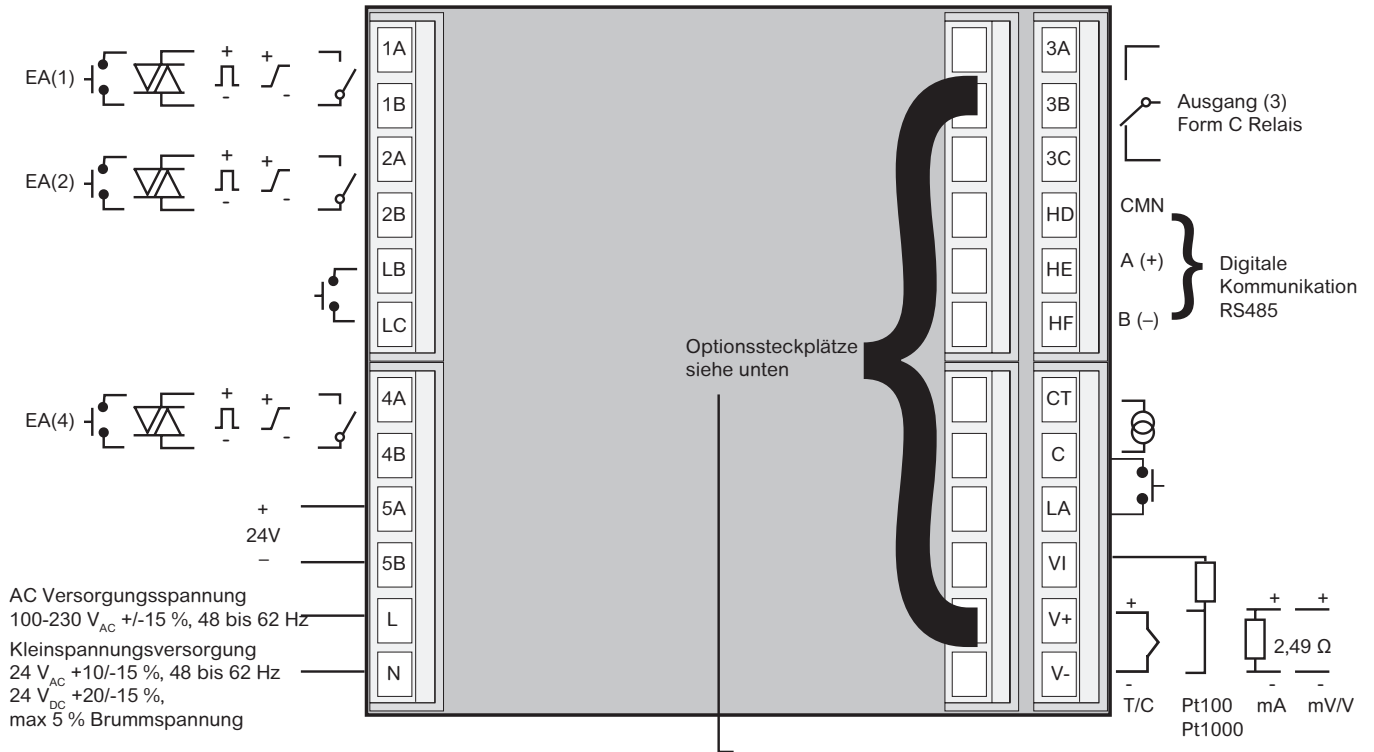 EA(1)
+
-
+
-
EA(2)
+
-
+
-
EA(4)
+
-
+
-
+
24V
–
AC Versorgungsspannung
100-230 VAC +/-15 %, 48 bis 62 Hz
Kleinspannungsversorgung
24 VAC +10/-15 %, 48 bis 62 Hz
24 VDC +20/-15 %,
max 5 % Brummspannung
1A
1B
2A
2B
LB
LC
4A
4B
5A
5B
L
N
Optionssteckplätze
siehe unten
3A
3B
3C
HD
HE
HF
CT
C
LA
VI
V+
V-
Ausgang (3)
Form C Relais
CMN
A (+)
B (–)
Digitale
Kommunikation
RS485
+
-
T/C
Pt100
Pt1000
+
2,49 Ω
-
mA
+
-
mV/V